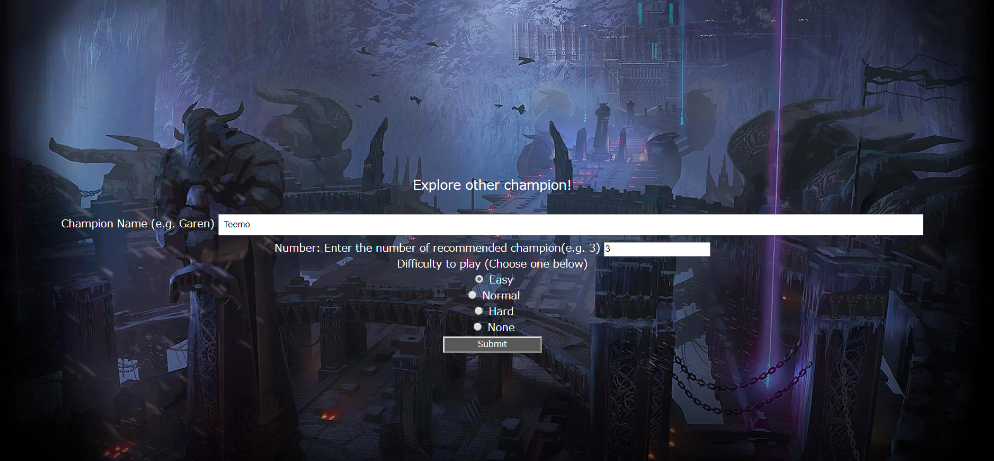 Explore other champion!
Champion Name (e.g. Garen) Teemo
Number: Enter the number of recommended champion(e.g. 3) 3
Difficulty to play (Choose one below)
Easy
Normal
Hard
None
Submit